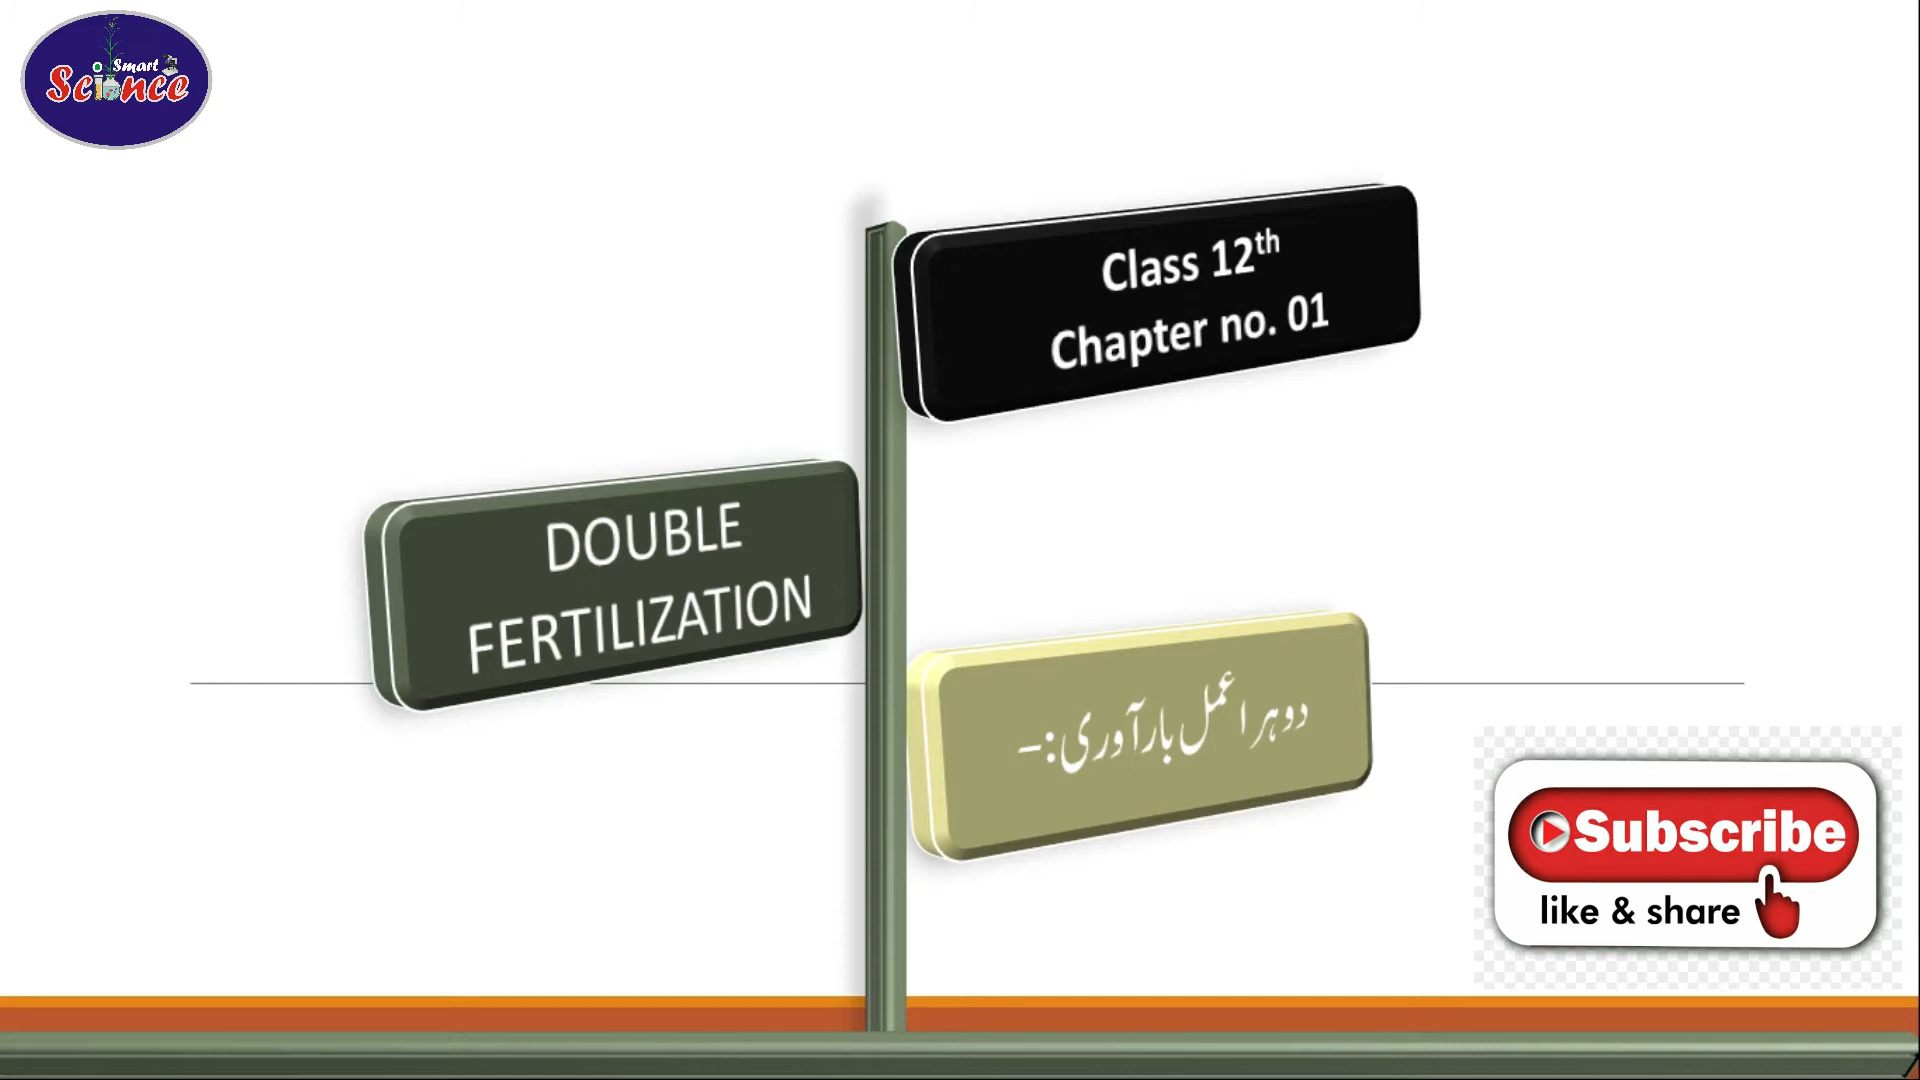 Smart
Science
Class 12th
Chapter no. 01
DOUBLE
FERTILIZATION
دوہرا عمل بارآوری:-
Subscribe
like & share